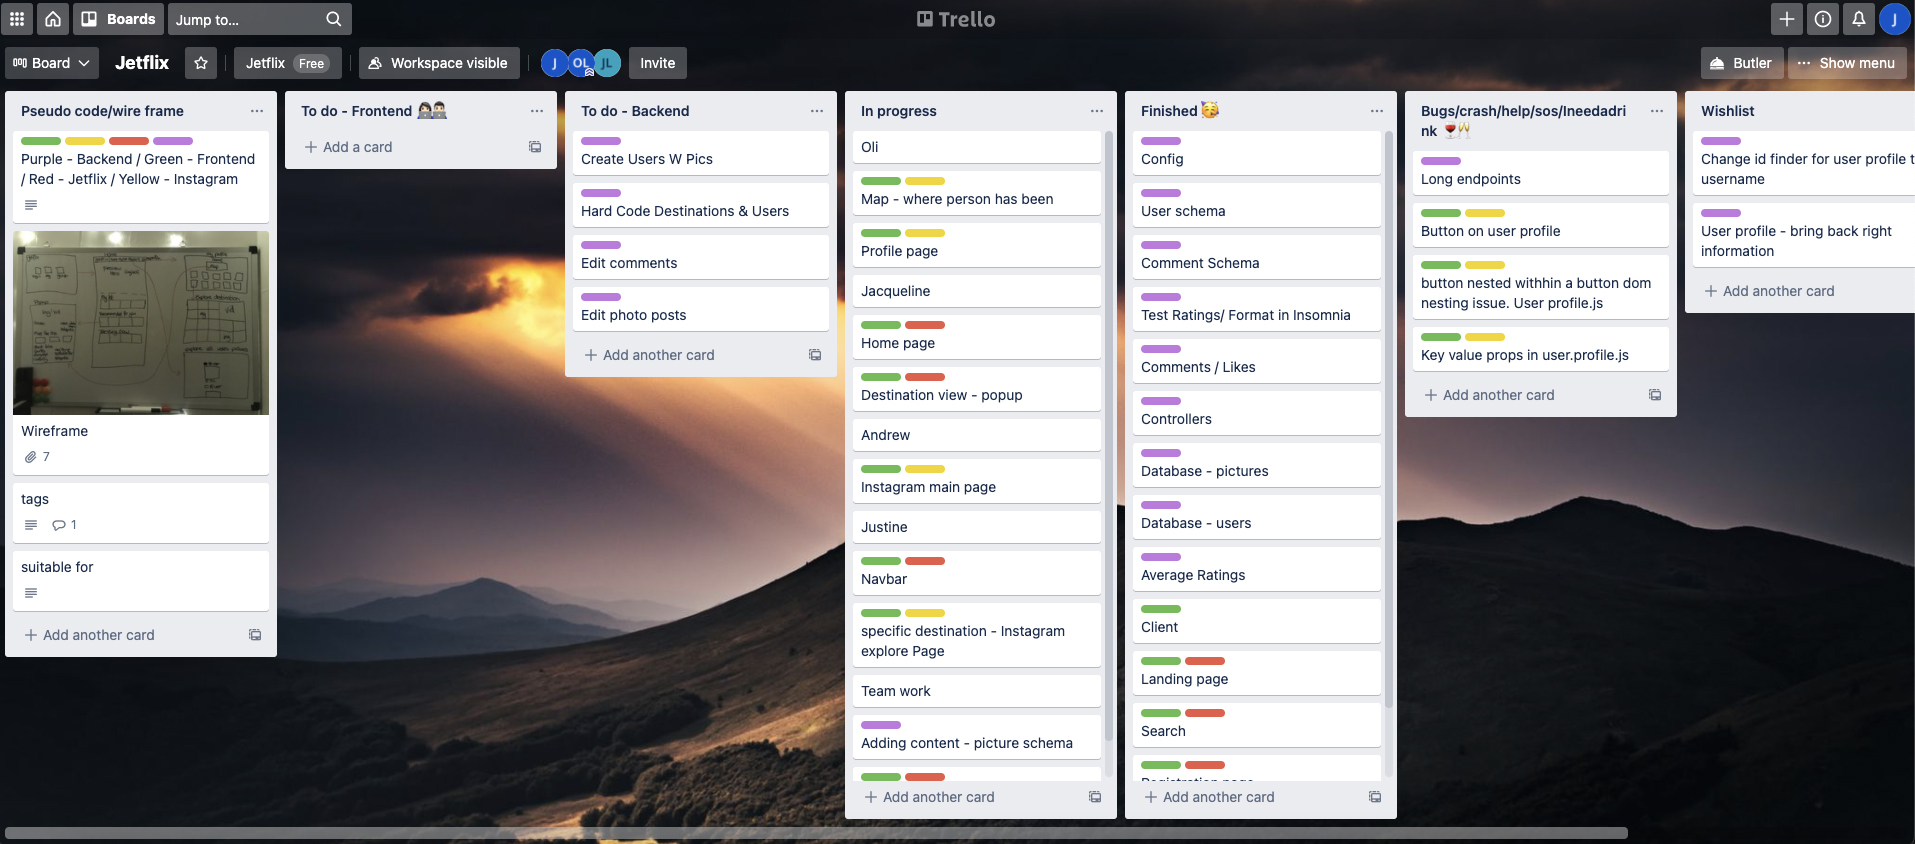 Boards
Jump to...
Trello
J
Board
Jetflix
Jetflix Free
Workspace visible
J OL JL
Invite
Butler
Show menu
Pseudo code/wire frame
Purple - Backend / Green - Frontend
/ Red - Jetflix / Yellow - Instagram
Wireframe
7
tags
1
suitable for
Add another card
To do - Frontend 👩🏻‍💻👨🏻‍💻
Add a card
To do - Backend
Create Users W Pics
Hard Code Destinations & Users
Edit comments
Edit photo posts
Add another card
In progress
Oli
Map - where person has been
Profile page
Jacqueline
Home page
Destination view - popup
Andrew
Instagram main page
Justine
Navbar
specific destination - Instagram
explore Page
Team work
Adding content - picture schema
Add another card
Finished 🥳
Config
User schema
Comment Schema
Test Ratings/ Format in Insomnia
Comments / Likes
Controllers
Database - pictures
Database - users
Average Ratings
Client
Landing page
Search
Registration page
Add another card
Bugs/crash/help/sos/Ineedadri
nk 🍷🥂
Long endpoints
Button on user profile
button nested withhin a button dom
nesting issue. User profile.js
Key value props in user.profile.js
Add another card
Wishlist
Change id finder for user profile t
username
User profile - bring back right
information
Add another card